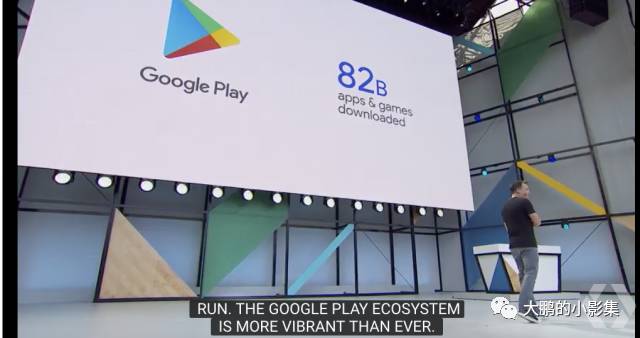 Google Play
82B
apps & games
downloaded
RUN. THE GOOGLE PLAY ECOSYSTEM
IS MORE VIBRANT THAN EVER.
大鹏的小影集